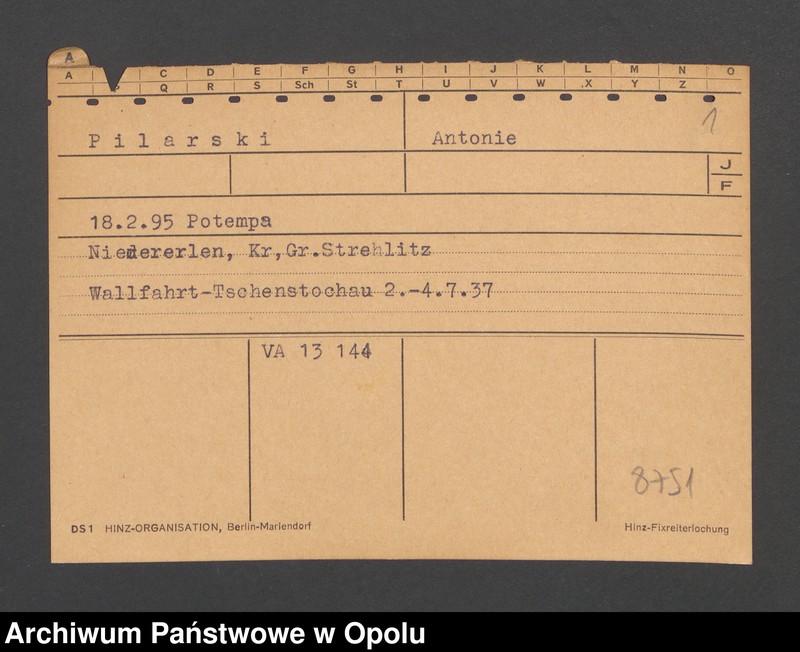 A
A C D E F G H I J K L M N O
P Q R S Sch St T U V W X Y Z
1
Pilarski Antonie
J
F
18.2.95 Potempa
Niedererlen, Kr,Gr.Strehlitz
Wallfahrt-Tschenstochau 2.-4.7.37
VA 13 144
8751
DS1 HINZ-ORGANISATION, Berlin-Mariendorf Hinz-Fixreiterlochung
Archiwum Państwowe w Opolu